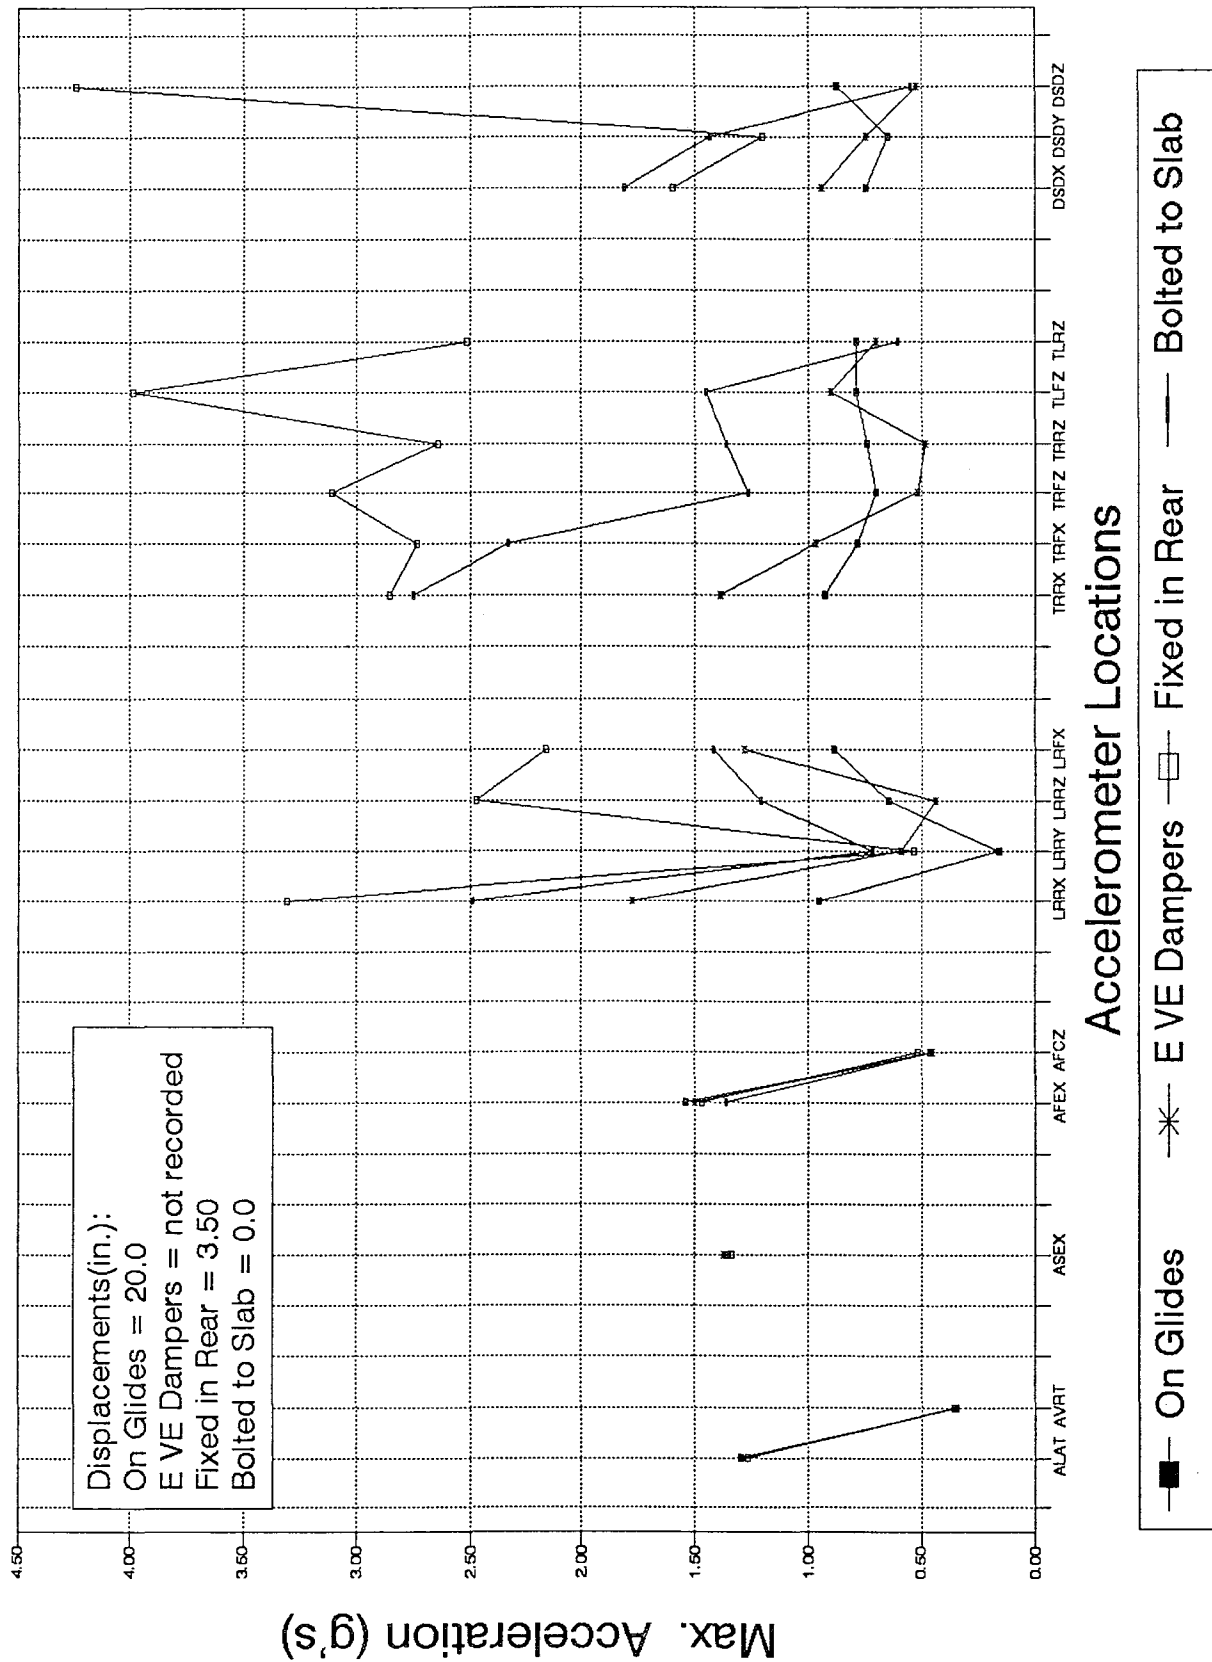 Max. Acceleration (g's)
4.50
4.00
3.50
3.00
2.50
2.00
1.50
1.00
0.50
0.00
Displacements(in.):
On Glides = 20.0
E VE Dampers = not recorded
Fixed in Rear = 3.50
Bolted to Slab = 0.0
ALAT AVRT ASEX AFEX AFCZ LRRX LRRY LRRZ LRFX TRRX TRFX TRFZ TRRZ TLFZ TLRZ DSDX DSDY DSDZ
Accelerometer Locations
On Glides E VE Dampers Fixed in Rear Bolted to Slab